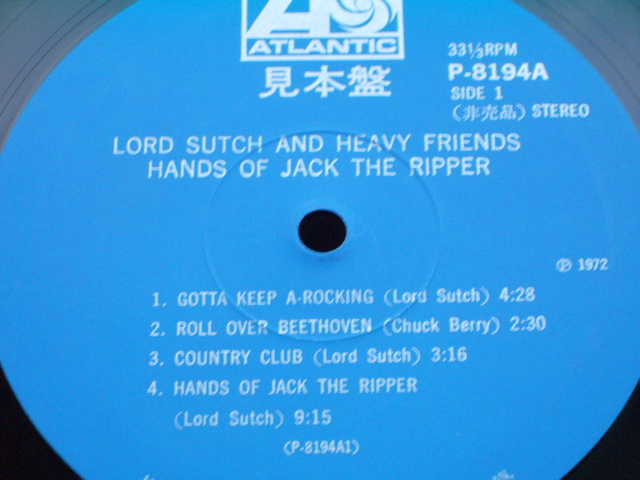 ATLANTIC
見本盤
33⅓RPM
P-8194A
SIDE 1
(非売品) STEREO
LORD SUTCH AND HEAVY FRIENDS
HANDS OF JACK THE RIPPER
Ⓟ 1972
1. GOTTA KEEP A-ROCKING (Lord Sutch) 4:28
2. ROLL OVER BEETHOVEN (Chuck Berry) 2:30
3. COUNTRY CLUB (Lord Sutch) 3:16
4. HANDS OF JACK THE RIPPER
(Lord Sutch) 9:15
(P-8194A1)